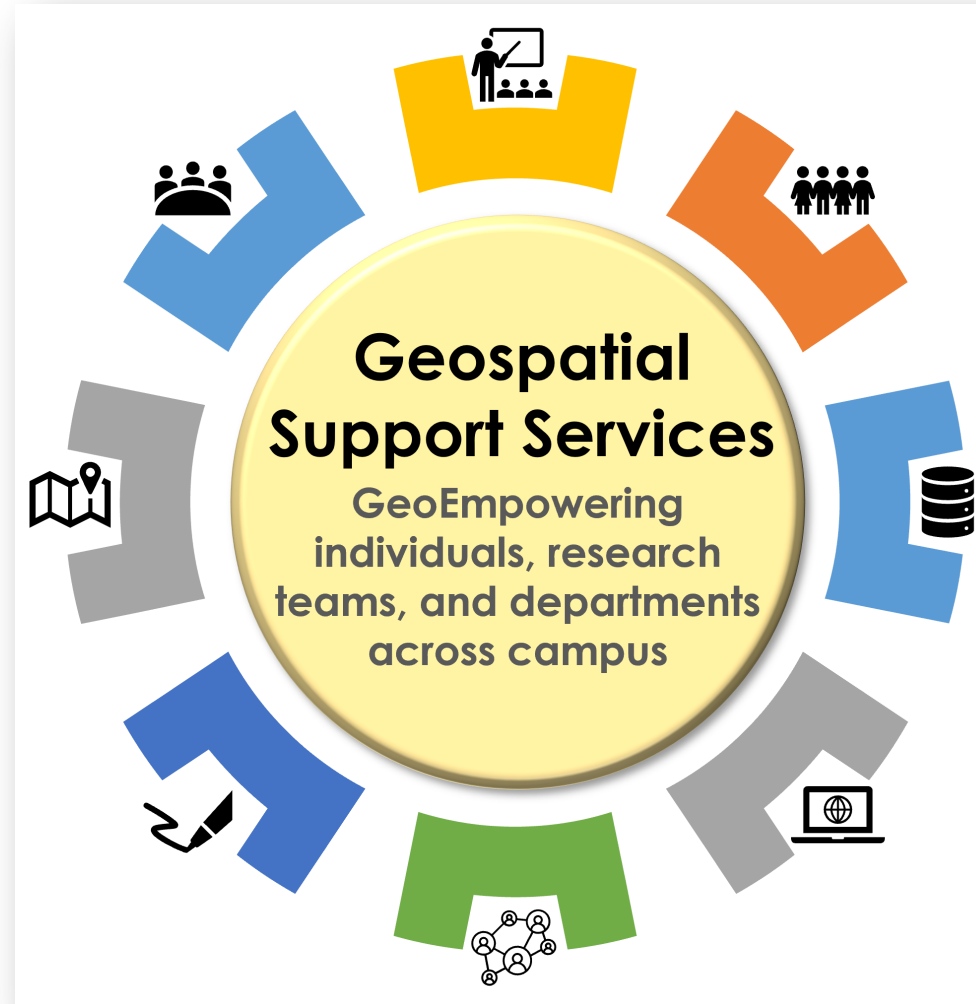 Geospatial
Support Services
GeoEmpowering
individuals, research
teams, and departments
across campus